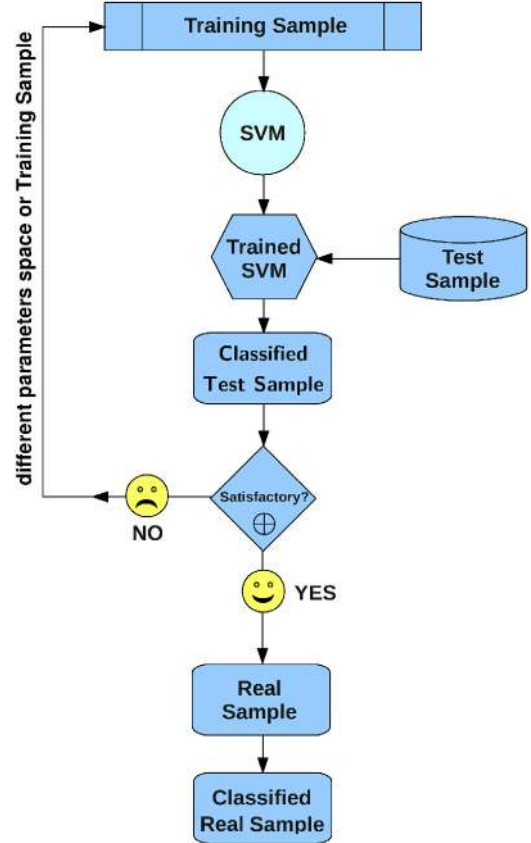 Training Sample
SVM
Trained
SVM
Test
Sample
Classified
Test Sample
Satisfactory?
NO
YES
different parameters space or Training Sample
Real
Sample
Classified
Real Sample